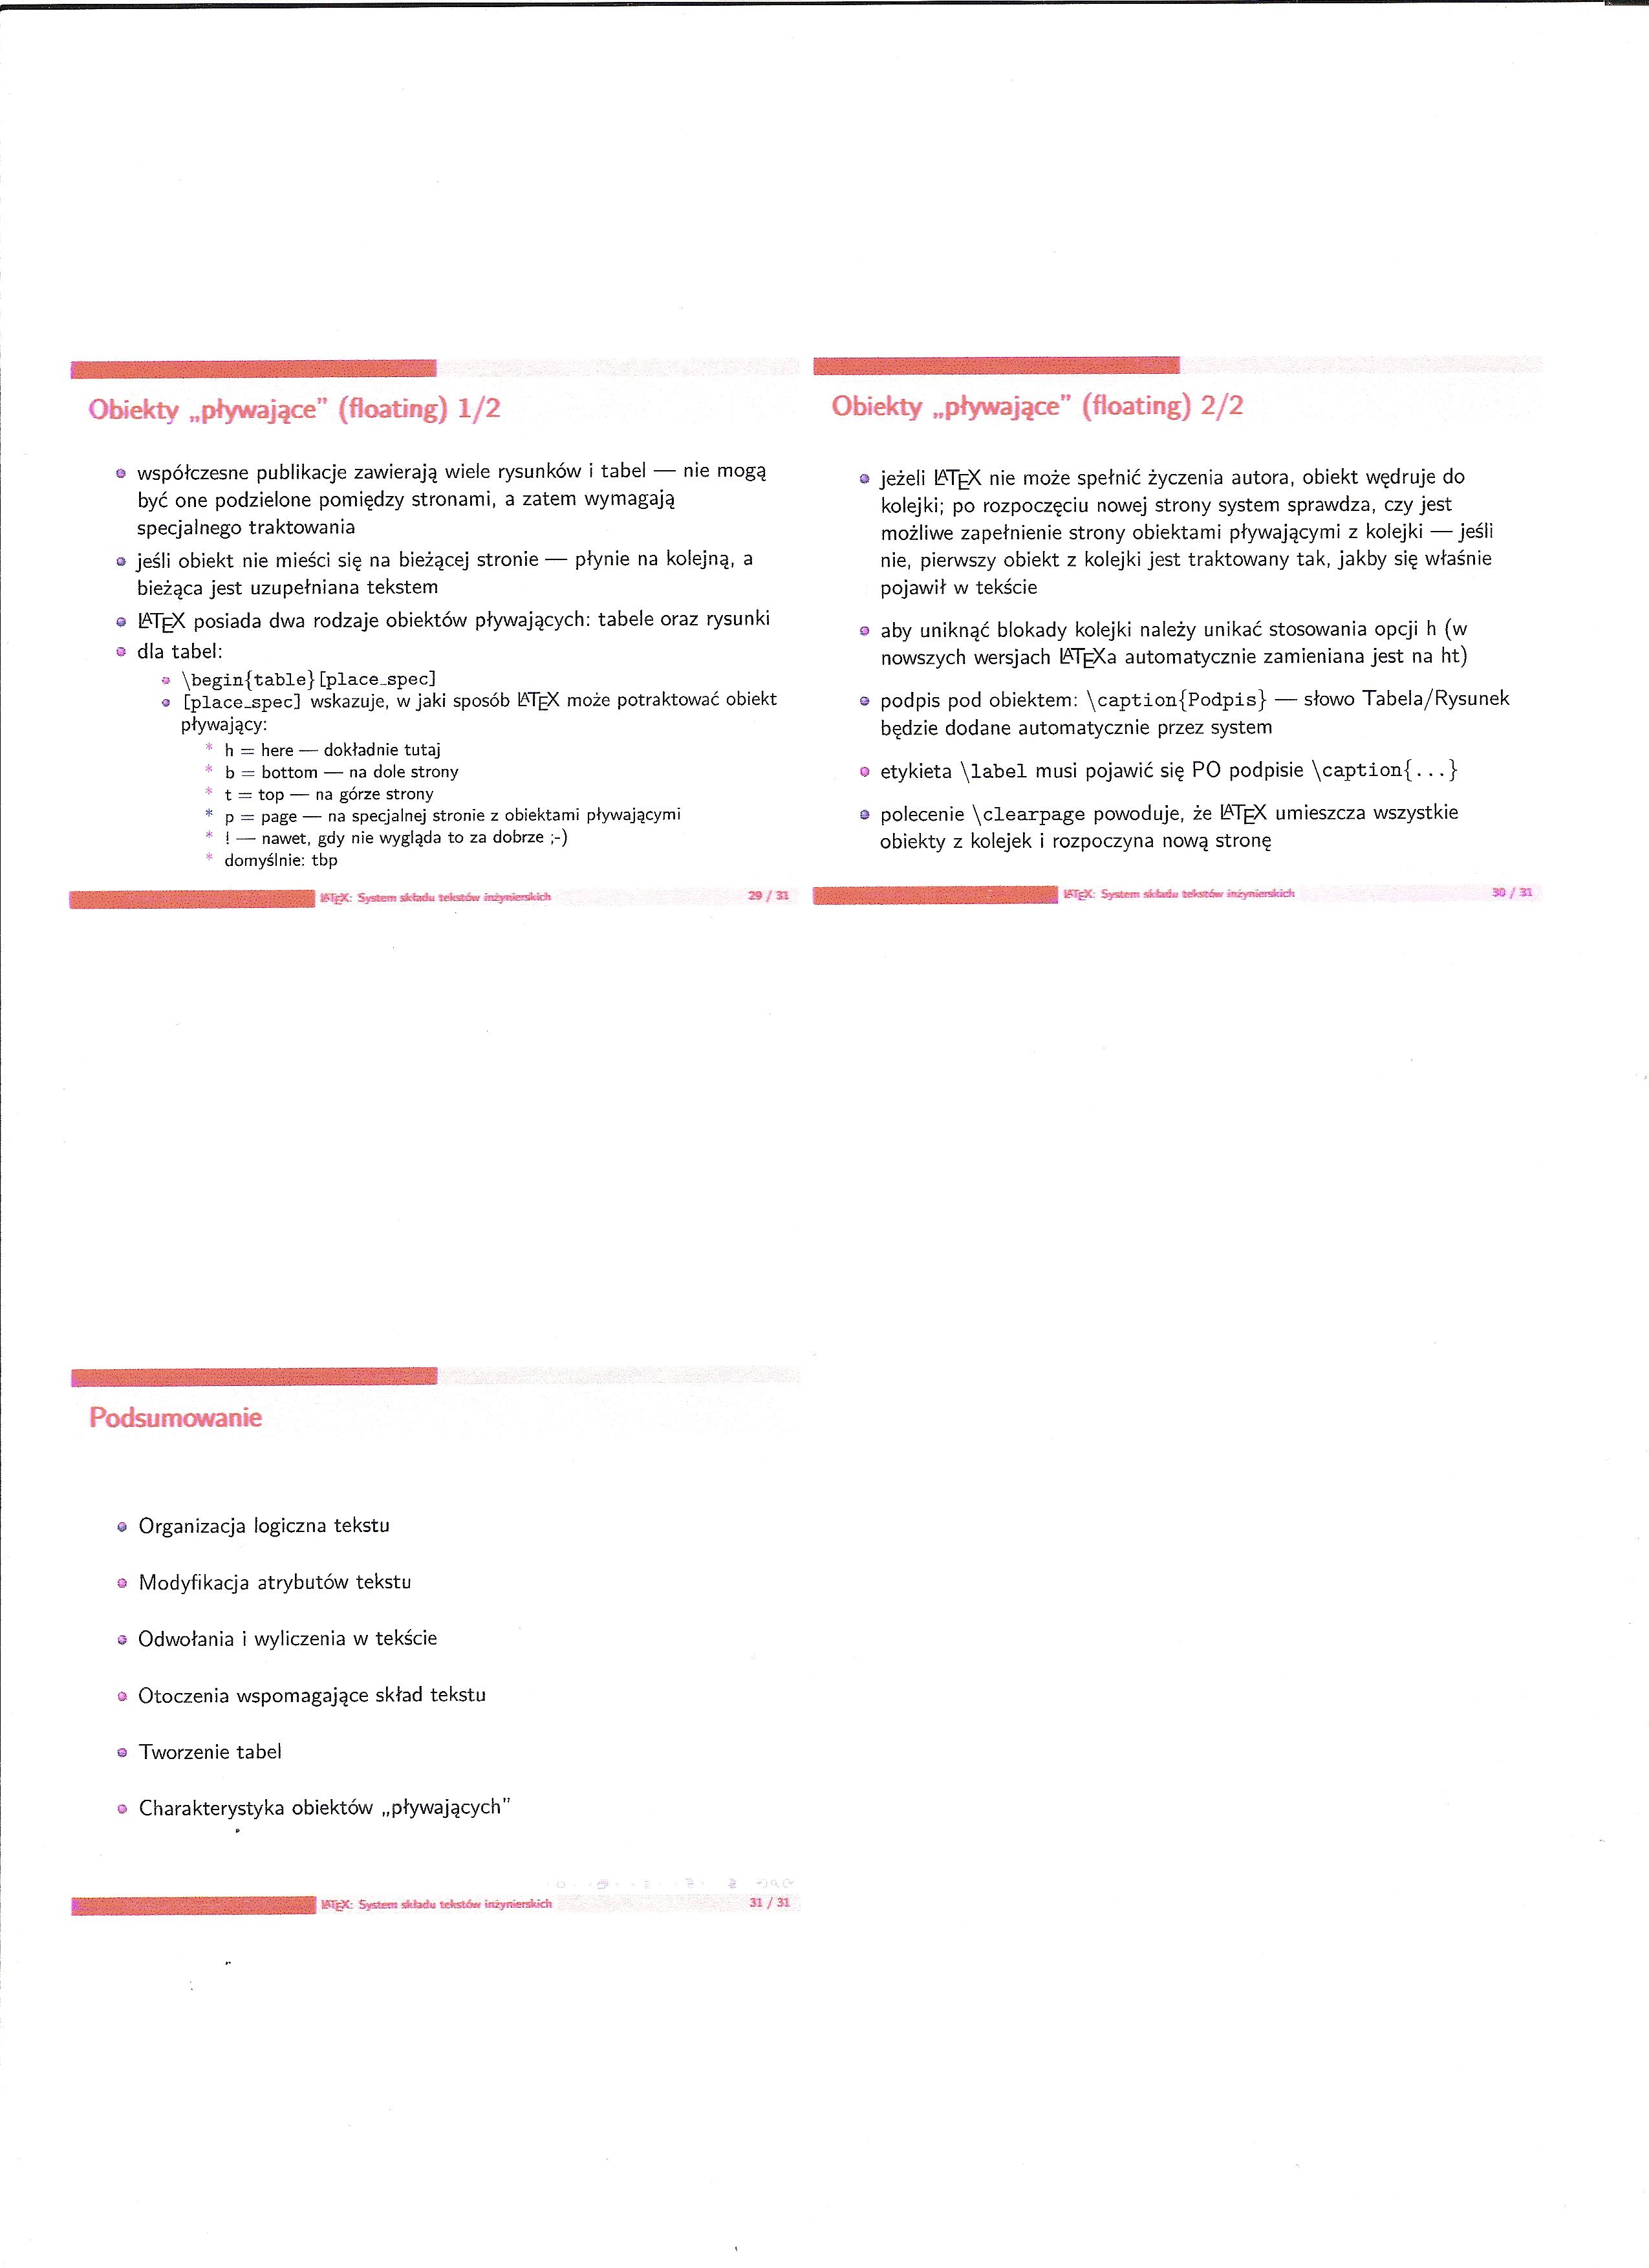 Obiekty „pływające” (floating) 1/2
• współczesne publikacje zawierają wiele rysunków i tabel — nie mogą
być one podzielone pomiędzy stronami, a zatem wymagają
specjalnego traktowania
• jeśli obiekt nie mieści się na bieżącej stronie — płynie na kolejną, a
bieżąca jest uzupełniana tekstem
• LATEX posiada dwa rodzaje obiektów pływających: tabele oraz rysunki
• dla tabel:
• \begin{table}[place_spec]
• [place_spec] wskazuje, w jaki sposób LATEX może potraktować obiekt
pływający:
* h = here — dokładnie tutaj
* b = bottom — na dole strony
* t = top — na górze strony
* p = page — na specjalnej stronie z obiektami pływającymi
* ! — nawet, gdy nie wygląda to za dobrze ;-)
* domyślnie: tbp
LATEX: System składu tekstów inżynierskich 29 / 31
Obiekty „pływające” (floating) 2/2
• jeżeli LATEX nie może spełnić życzenia autora, obiekt wędruje do
kolejki; po rozpoczęciu nowej strony system sprawdza, czy jest
możliwe zapełnienie strony obiektami pływającymi z kolejki — jeśli
nie, pierwszy obiekt z kolejki jest traktowany tak, jakby się właśnie
pojawił w tekście
• aby uniknąć blokady kolejki należy unikać stosowania opcji h (w
nowszych wersjach LATEXa automatycznie zamieniana jest na ht)
• podpis pod obiektem: \caption{Podpis} — słowo Tabela/Rysunek
będzie dodane automatycznie przez system
• etykieta \label musi pojawić się PO podpisie \caption{...}
• polecenie \clearpage powoduje, że LATEX umieszcza wszystkie
obiekty z kolejek i rozpoczyna nową stronę
LATEX: System składu tekstów inżynierskich 30 / 31
Podsumowanie
• Organizacja logiczna tekstu
• Modyfikacja atrybutów tekstu
• Odwołania i wyliczenia w tekście
• Otoczenia wspomagające skład tekstu
• Tworzenie tabel
• Charakterystyka obiektów „pływających”
LATEX: System składu tekstów inżynierskich 31 / 31